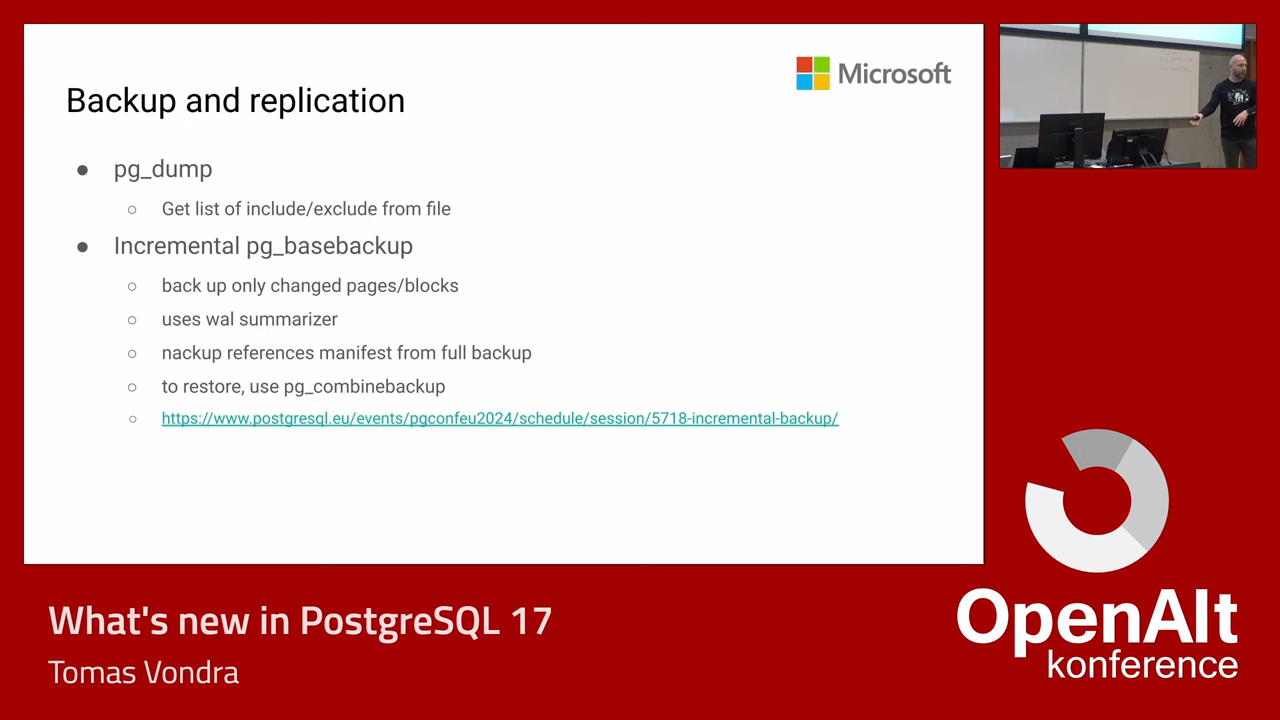 Microsoft
Backup and replication
● pg_dump
○ Get list of include/exclude from file
● Incremental pg_basebackup
○ back up only changed pages/blocks
○ uses wal summarizer
○ nackup references manifest from full backup
○ to restore, use pg_combinebackup
○ https://www.postgresql.eu/events/pgconfeu2024/schedule/session/5718-incremental-backup/
What's new in PostgreSQL 17
Tomas Vondra
OpenAlt
konference